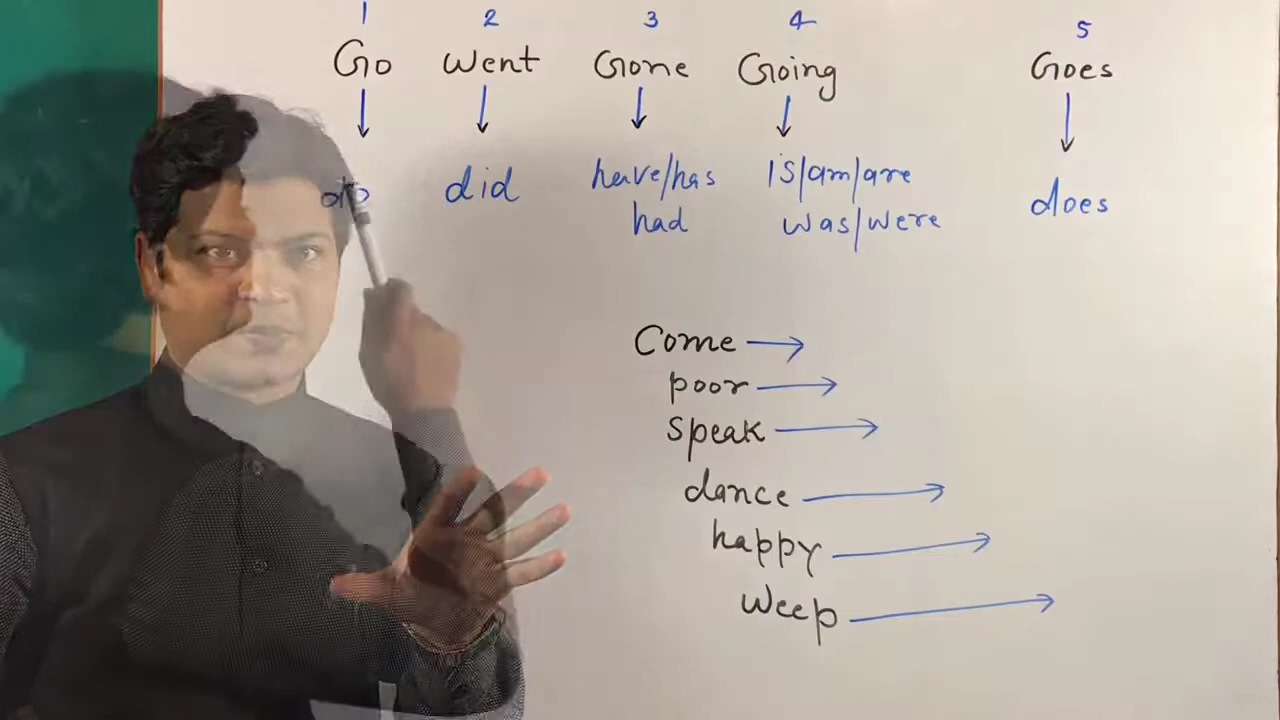 1 2 3 4 5
Go Went Gone Going Goes
do did have/has is/am/are does
had was/were
Come
poor
speak
dance
happy
Weep